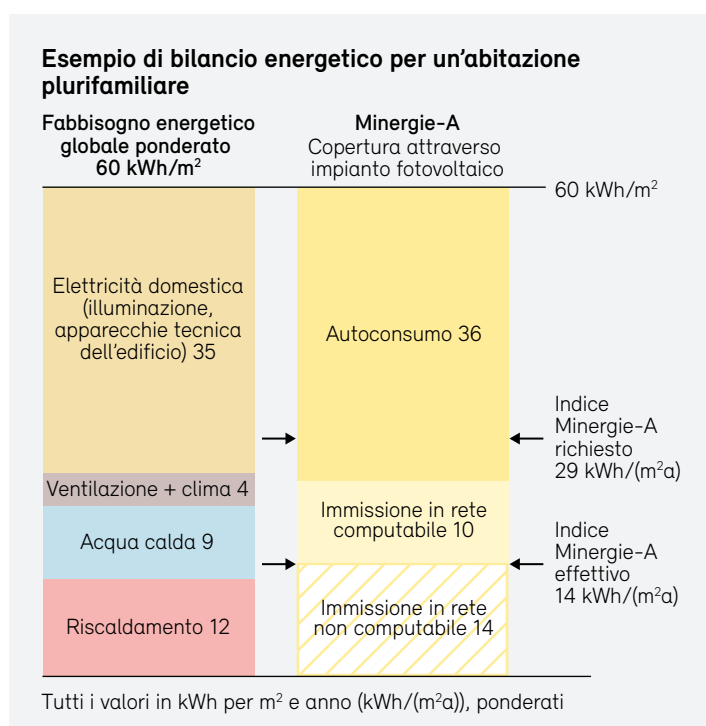 Esempio di bilancio energetico per un'abitazione
plurifamiliare
Fabbisogno energetico
globale ponderato
60 kWh/m²
Minergie-A
Copertura attraverso
impianto fotovoltaico
60 kWh/m²
Elettricità domestica
(illuminazione,
apparecchie tecnica
dell'edificio) 35
Autoconsumo 36
Indice
Minergie-A
richiesto
29 kWh/(m²a)
Ventilazione + clima 4
Immissione in rete
computabile 10
Acqua calda 9
Indice
Minergie-A
effettivo
14 kWh/(m²a)
Riscaldamento 12
Immissione in rete
non computabile 14
Tutti i valori in kWh per m² e anno (kWh/(m²a)), ponderati